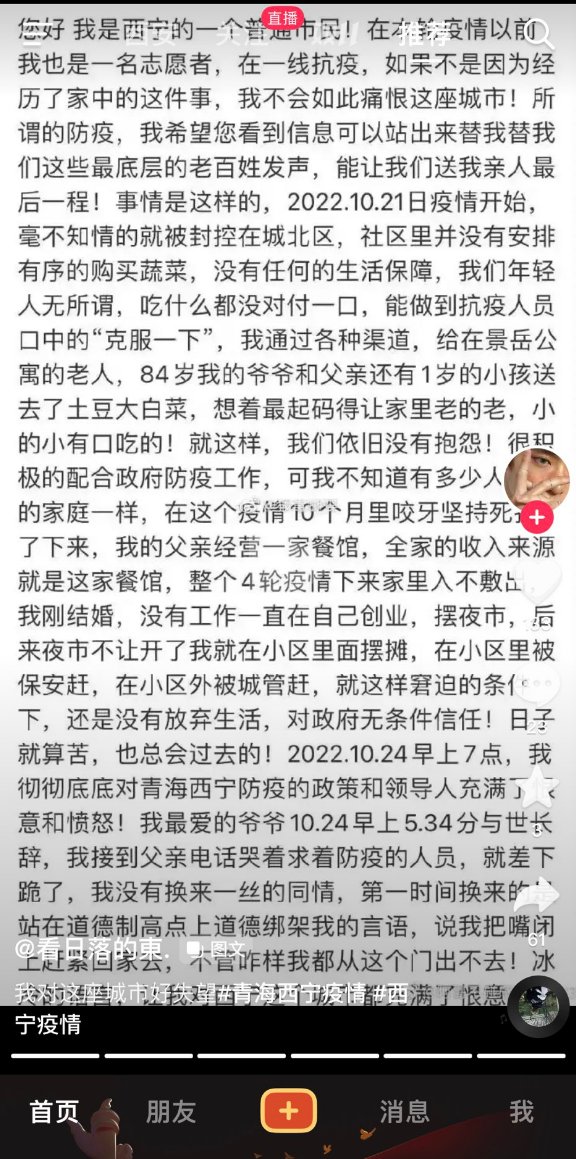 直播
西安 关注 推荐
您好 我是西宁的一个普通市民！在本轮疫情以前
我也是一名志愿者，在一线抗疫，如果不是因为经
历了家中的这件事，我不会如此痛恨这座城市！所
谓的防疫，我希望您看到信息可以站出来替我替我
们这些最底层的老百姓发声，能让我们送我亲人最
后一程！事情是这样的，2022.10.21日疫情开始，
毫不知情的就被封控在城北区，社区里并没有安排
有序的购买蔬菜，没有任何的生活保障，我们年轻
人无所谓，吃什么都没对付一口，能做到抗疫人员
口中的“克服一下”，我通过各种渠道，给在景岳公
寓的老人，84岁我的爷爷和父亲还有1岁的小孩送
去了土豆大白菜，想着最起码得让家里老的老，小
的小有口吃的！就这样，我们依旧没有抱怨！很积
极的配合政府防疫工作，可我不知道有多少人
的家庭一样，在这个疫情10个月里咬牙坚持死
了下来，我的父亲经营一家餐馆，全家的收入来源
就是这家餐馆，整个4轮疫情下来家里入不敷出，
我刚结婚，没有工作一直在自己创业，摆夜市，后
来夜市不让开了我就在小区里面摆摊，在小区里被
保安赶，在小区外被城管赶，就这样窘迫的条件
下，还是没有放弃生活，对政府无条件信任！日子
就算苦，也总会过去的！2022.10.24早上7点，我
彻彻底底对青海西宁防疫的政策和领导人充满了恨
意和愤怒！我最爱的爷爷10.24早上5.34分与世长
辞，我接到父亲电话哭着求着防疫的人员，就差下
跪了，我没有换来一丝的同情，第一时间换来的是
站在道德制高点上道德绑架我的言语，说我把嘴闭
上赶紧回家去，不管咋样我都从这个门出不去！冰
都充满了恨意
23
3
61
@看日落的東. 图文
我对这座城市好失望#青海西宁疫情 #西
宁疫情
首页 朋友 消息 我